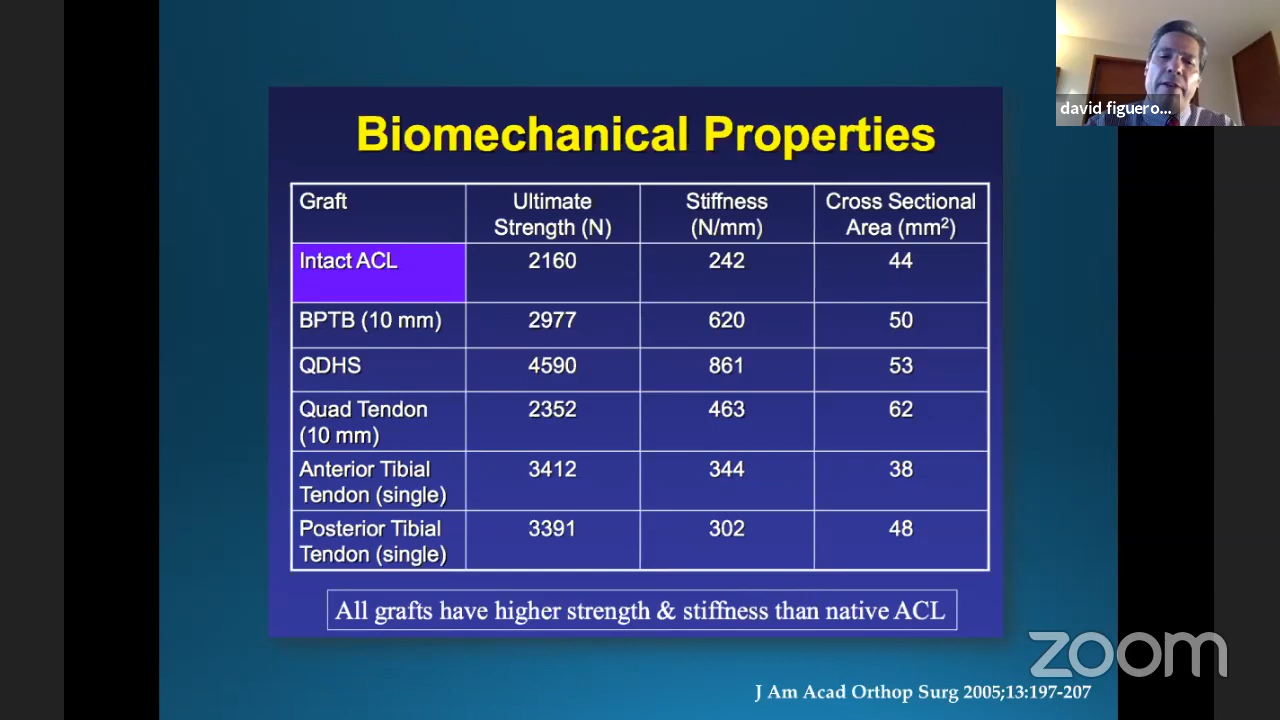 david figuero...
Biomechanical Properties
Graft
Ultimate Strength (N)
Stiffness (N/mm)
Cross Sectional Area (mm²)
Intact ACL
2160
242
44
BPTB (10 mm)
2977
620
50
QDHS
4590
861
53
Quad Tendon (10 mm)
2352
463
62
Anterior Tibial Tendon (single)
3412
344
38
Posterior Tibial Tendon (single)
3391
302
48
All grafts have higher strength & stiffness than native ACL
zoom
J Am Acad Orthop Surg 2005;13:197-207